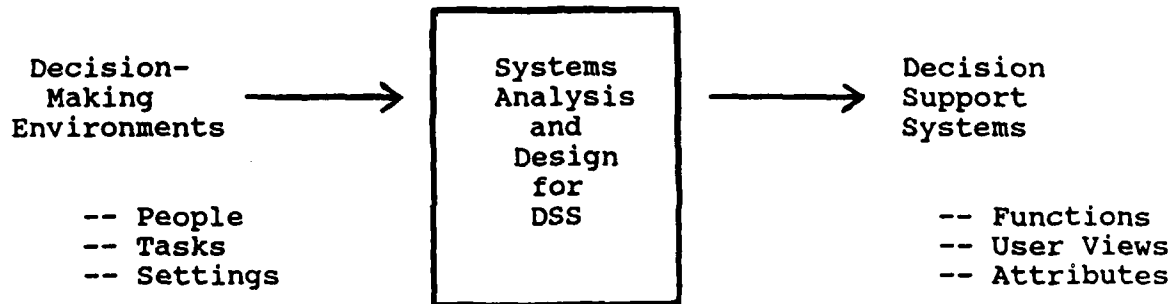 Decision-
Making
Environments
-- People
-- Tasks
-- Settings
Systems
Analysis
and
Design
for
DSS
Decision
Support
Systems
-- Functions
-- User Views
-- Attributes